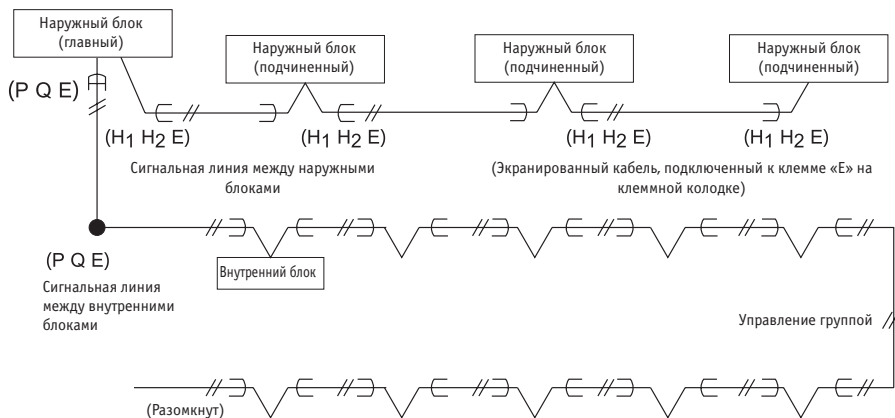 Наружный блок
(главный)
Наружный блок
(подчиненный)
Наружный блок
(подчиненный)
Наружный блок
(подчиненный)
(P Q E)
(H1 H2 E)
(H1 H2 E)
(H1 H2 E)
(H1 H2 E)
Сигнальная линия между наружными
блоками
(Экранированный кабель, подключенный к клемме «Е» на
клеммной колодке)
(P Q E)
Внутренний блок
Сигнальная линия
между внутренними
блоками
Управление группой
(Разомкнут)